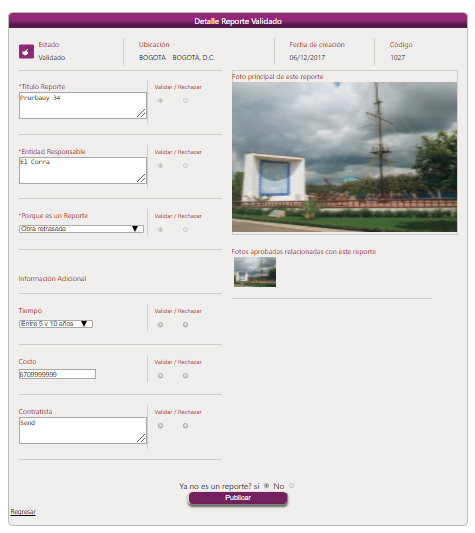 Detalle Reporte Validado
Estado
Validado
Ubicación
BOGOTÁ - BOGOTÁ, D.C.
Fecha de creación
06/12/2017
Código
1027
*Titulo Reporte
Validar / Rechazar
Prurbauy 34
*Entidad Responsable
Validar / Rechazar
El Corra
*Porque es un Reporte
Validar / Rechazar
Obra retrasada
Información Adicional
Tiempo
Validar / Rechazar
Entre 5 y 10 años
Costo
Validar / Rechazar
6709999999
Contratista
Validar / Rechazar
Send
Foto principal de este reporte
Fotos aprobadas relacionadas con este reporte
Ya no es un reporte? si No
Publicar
Regresar